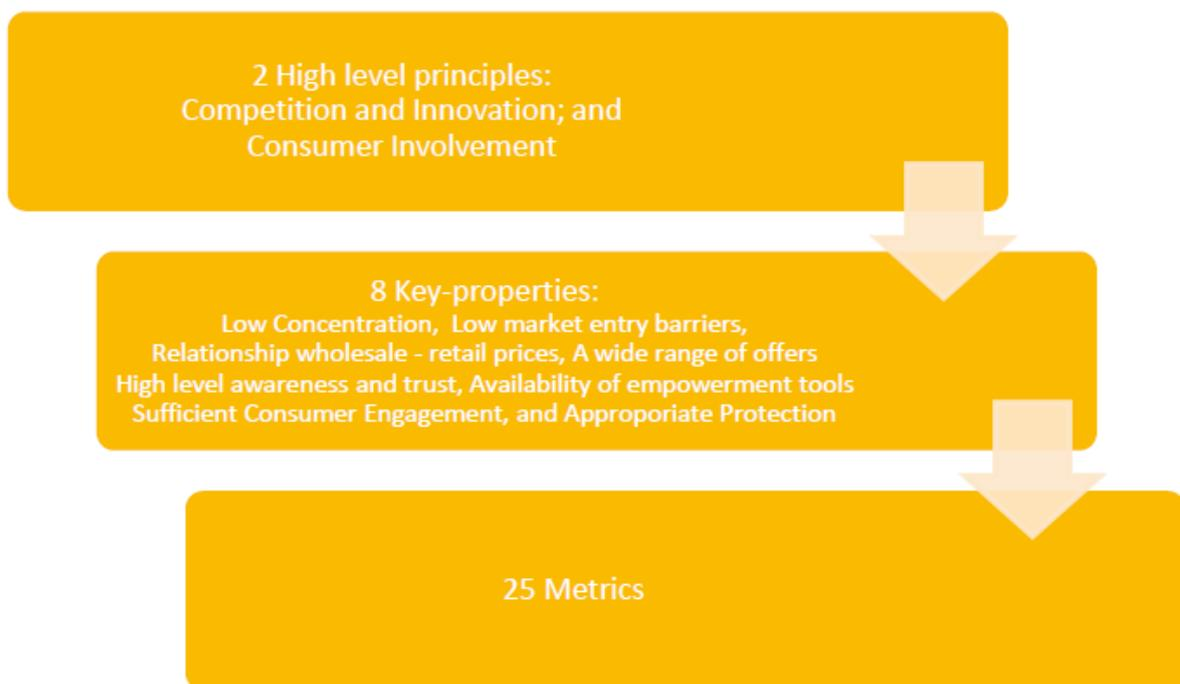 2 High level principles:
Competition and Innovation; and
Consumer Involvement
8 Key-properties:
Low Concentration,  Low market entry barriers,
Relationship wholesale - retail prices, A wide range of offers
High level awareness and trust, Availability of empowerment tools
Sufficient Consumer Engagement, and Approporiate Protection
25 Metrics